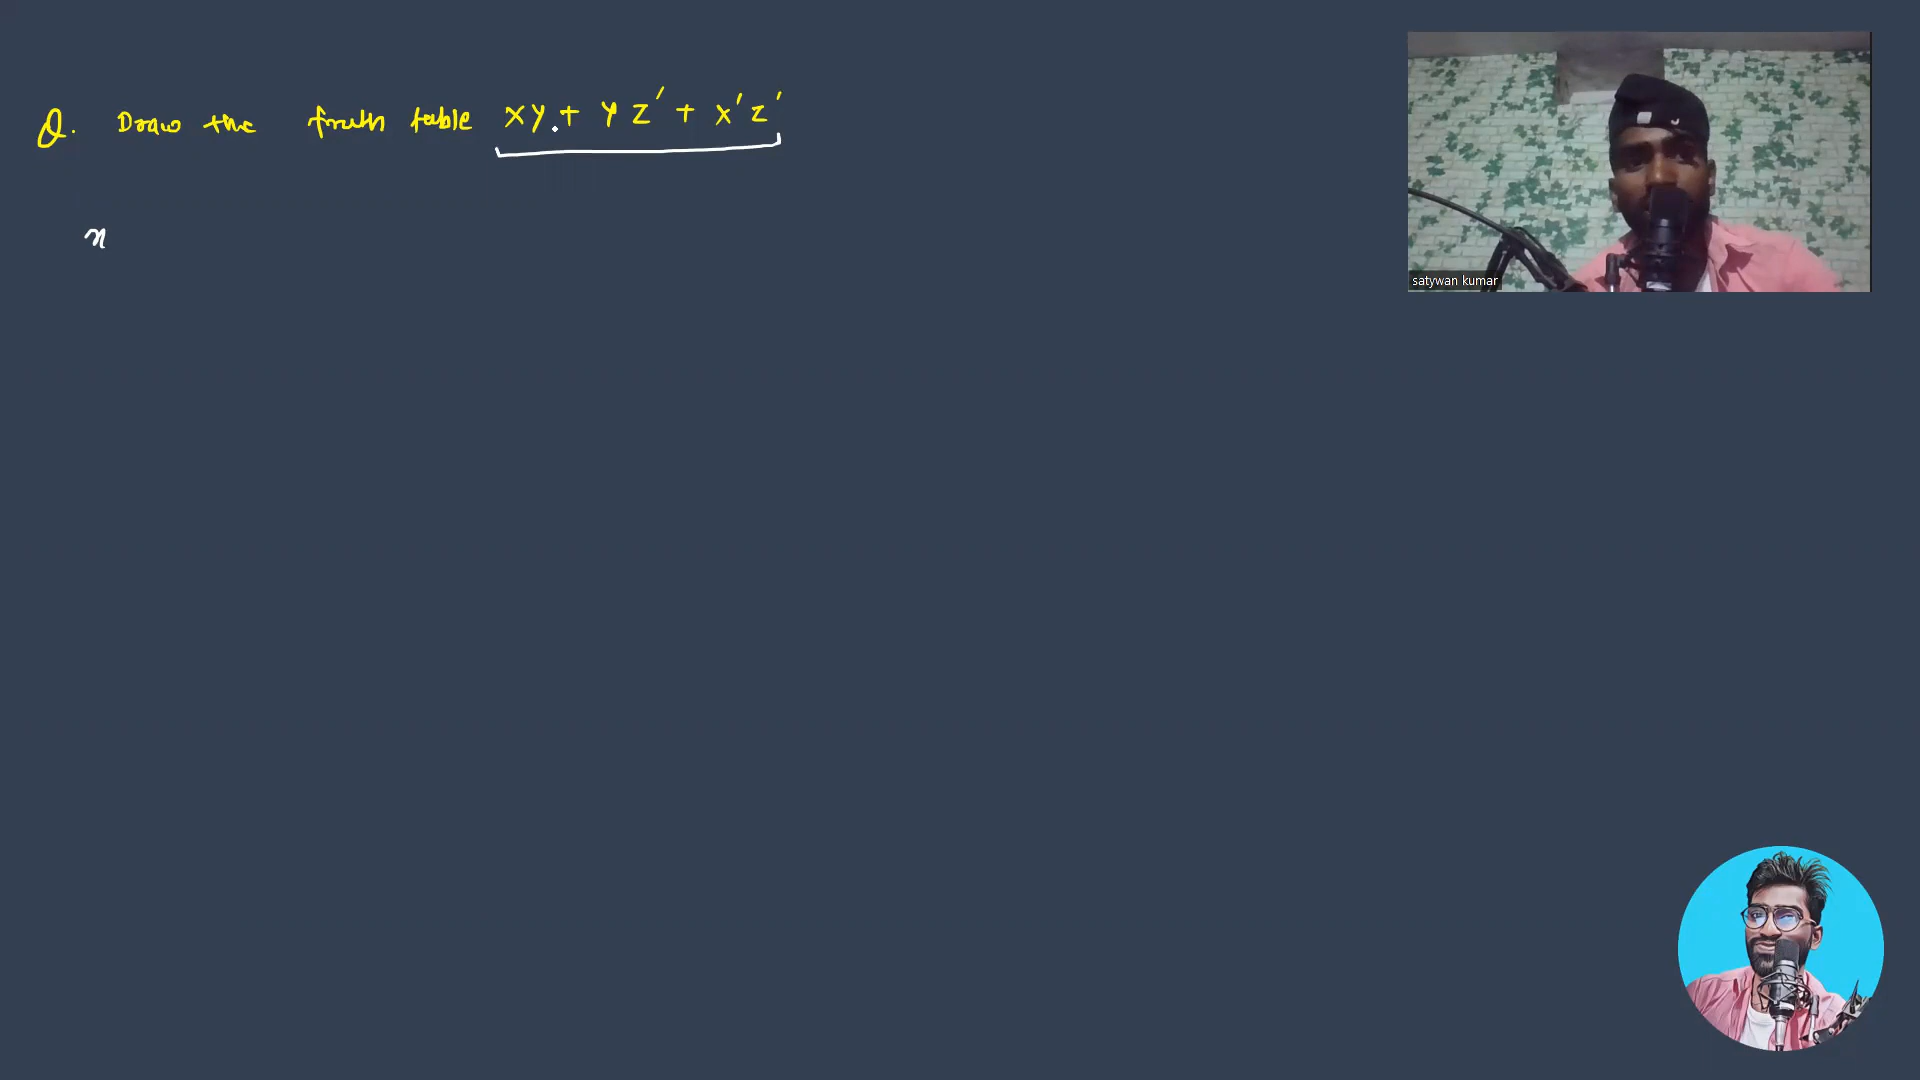 Q. Draw the truth table XY + YZ' + X'Z'
satywan kumar
x